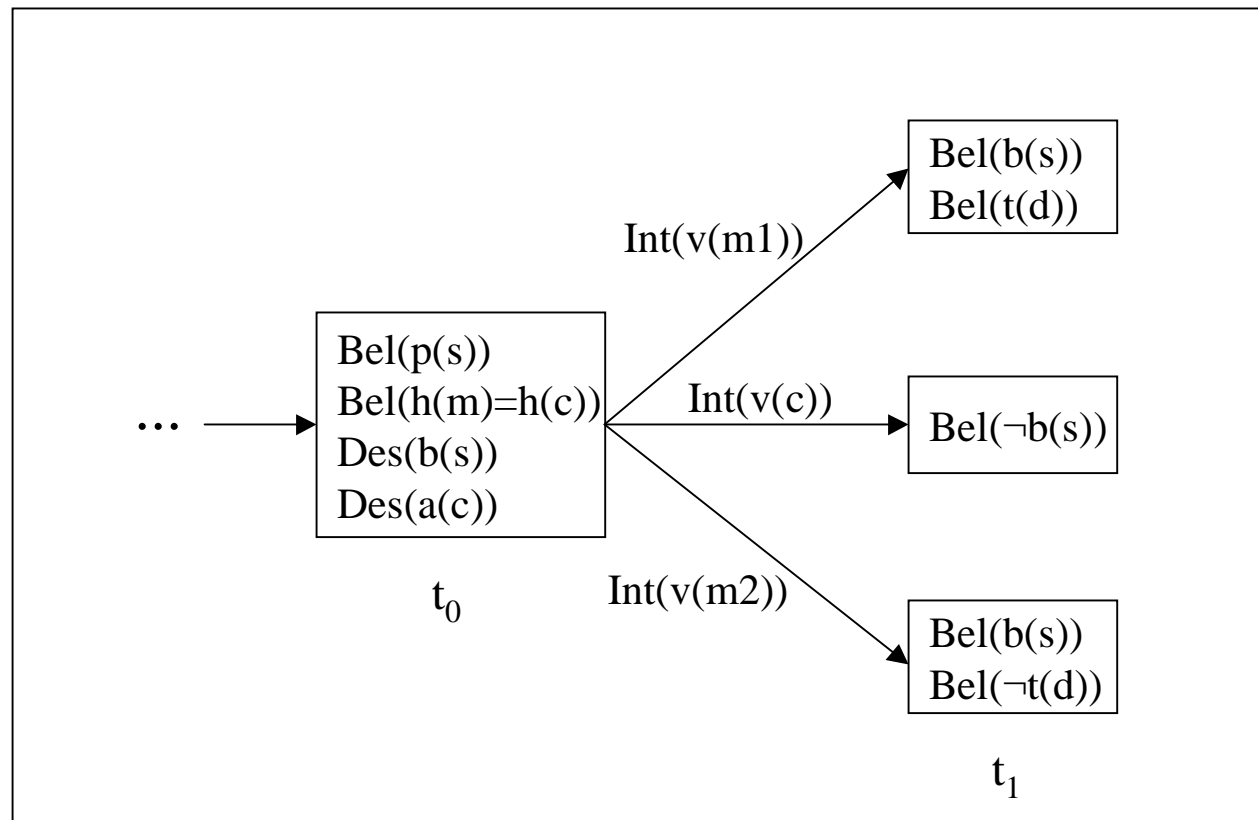 Bel(b(s))
Bel(t(d))
Int(v(m1))
Bel(p(s))
Bel(h(m)=h(c))
Des(b(s))
Des(a(c))
...
Int(v(c))
Bel(¬b(s))
Int(v(m2))
t₀
Bel(b(s))
Bel(¬t(d))
t₁